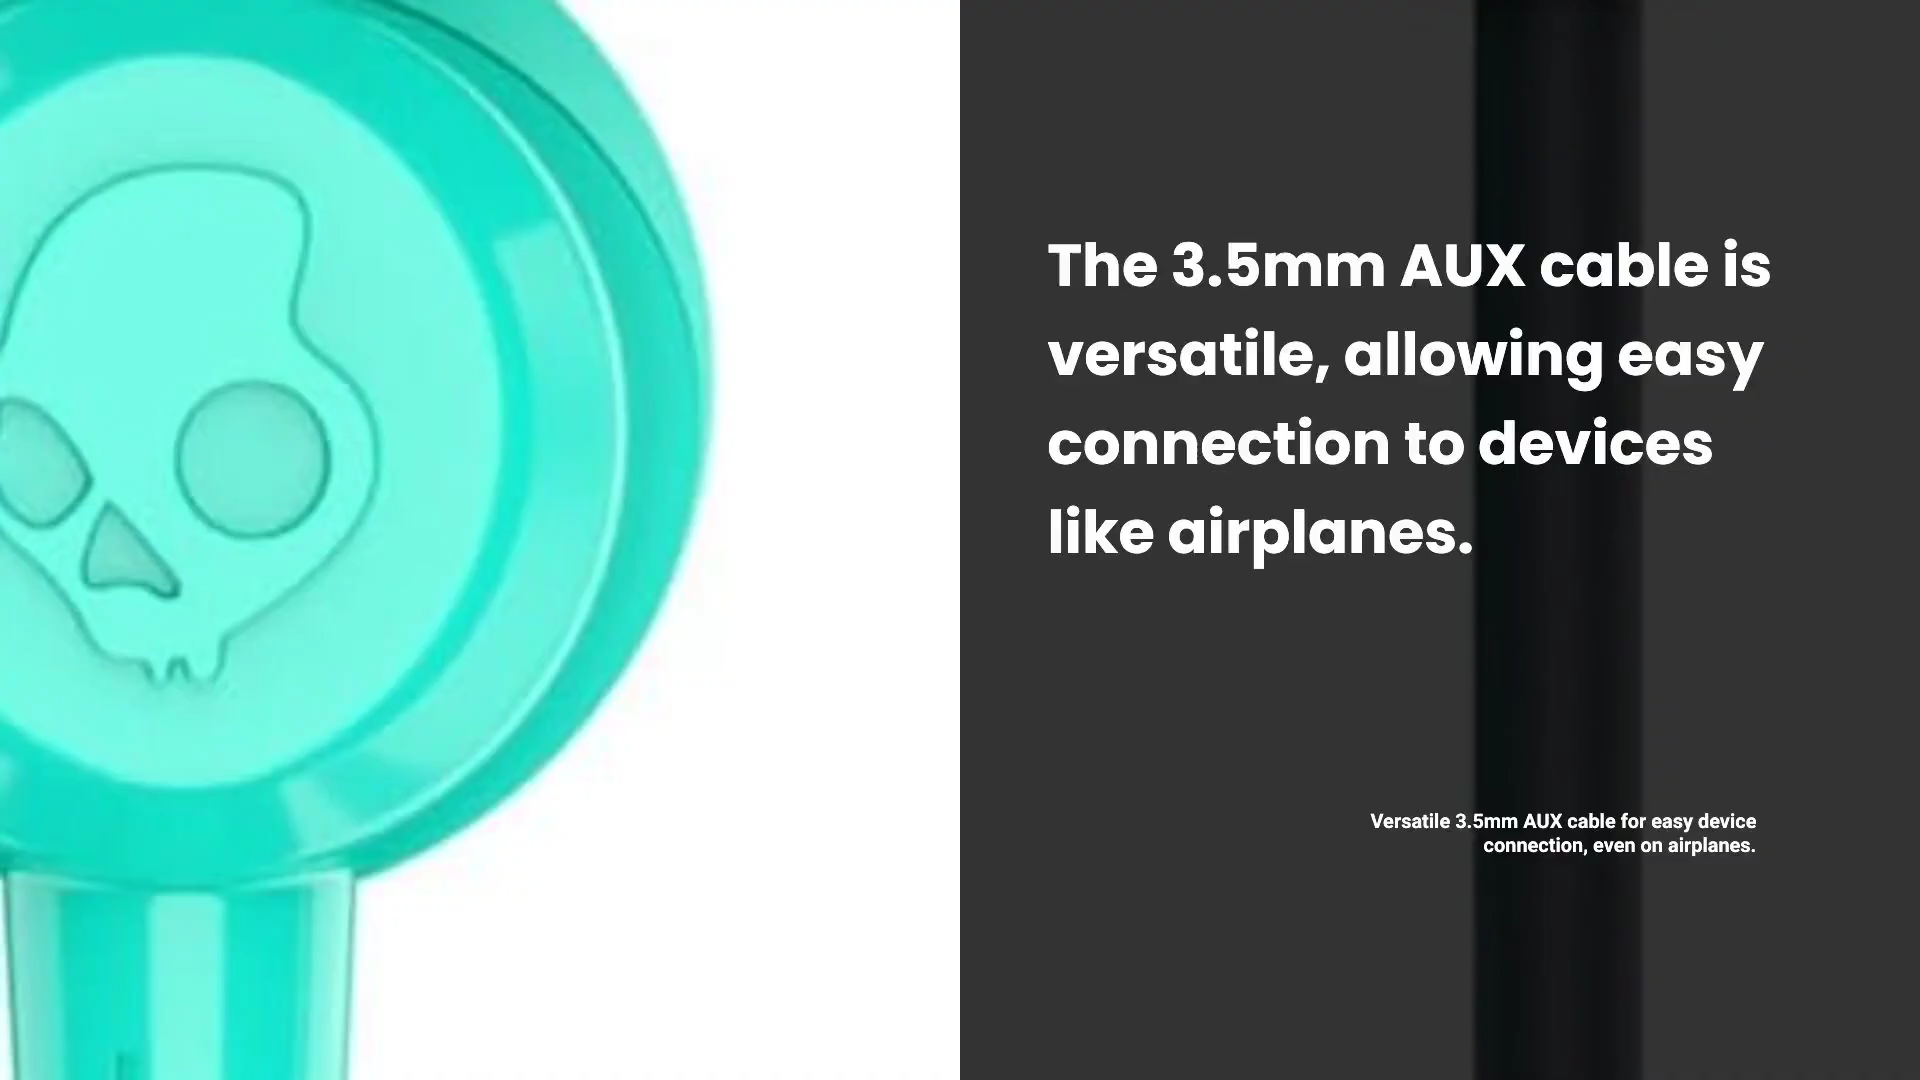 The 3.5mm AUX cable is
versatile, allowing easy
connection to devices
like airplanes.
Versatile 3.5mm AUX cable for easy device
connection, even on airplanes.